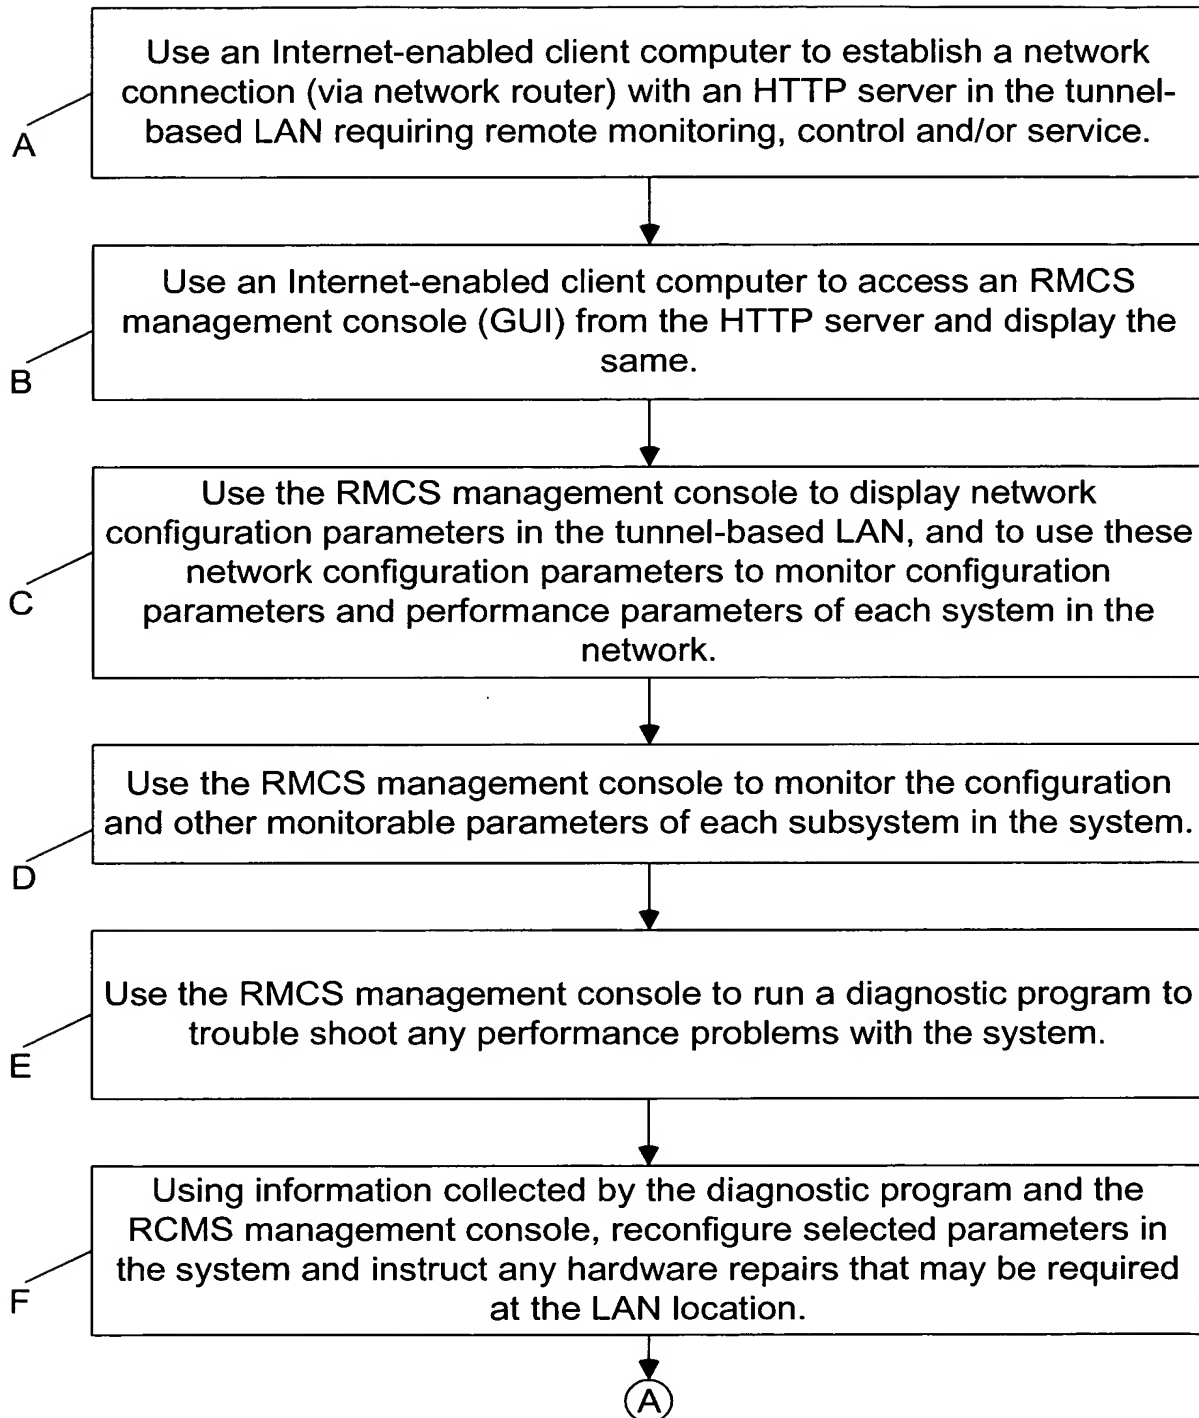 Use an Internet-enabled client computer to establish a network
connection (via network router) with an HTTP server in the tunnel-
based LAN requiring remote monitoring, control and/or service.
A
Use an Internet-enabled client computer to access an RMCS
management console (GUI) from the HTTP server and display the
same.
B
Use the RMCS management console to display network
configuration parameters in the tunnel-based LAN, and to use these
network configuration parameters to monitor configuration
parameters and performance parameters of each system in the
network.
C
Use the RMCS management console to monitor the configuration
and other monitorable parameters of each subsystem in the system.
D
Use the RMCS management console to run a diagnostic program to
trouble shoot any performance problems with the system.
E
Using information collected by the diagnostic program and the
RCMS management console, reconfigure selected parameters in
the system and instruct any hardware repairs that may be required
at the LAN location.
F
A